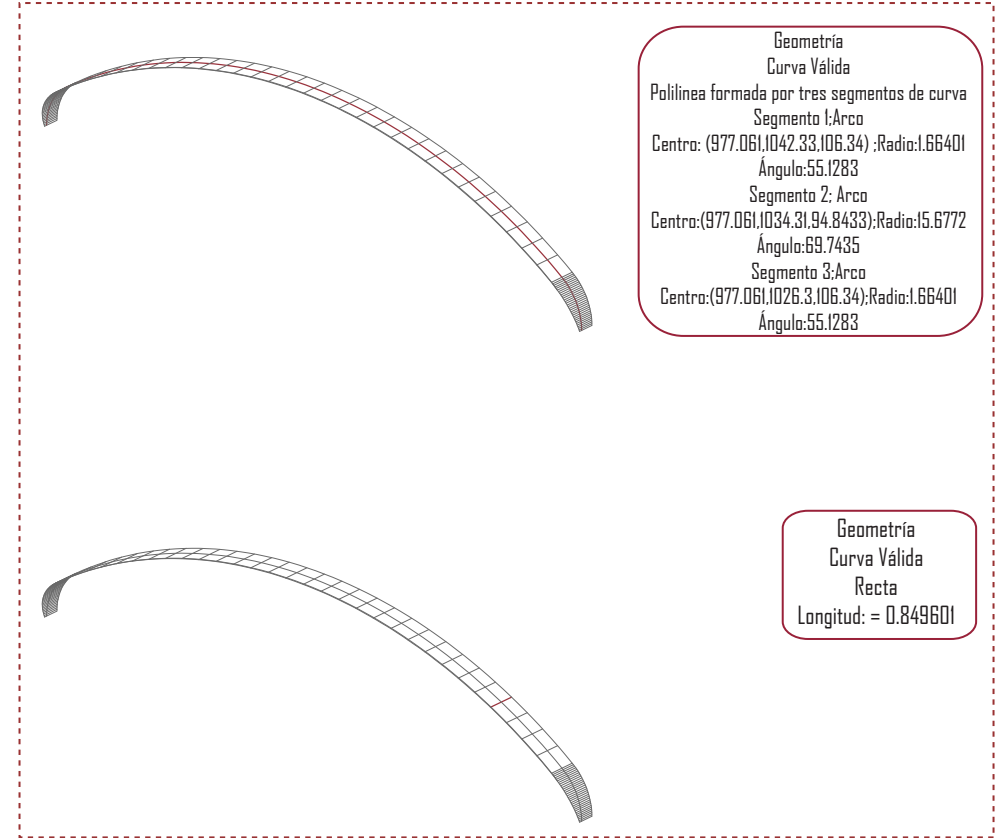 Geometría
Curva Válida
Polilinea formada por tres segmentos de curva
Segmento 1;Arco
Centro: (977.061,1042.33,106.34) ;Radio:1.66401
Ángulo:55.1283
Segmento 2; Arco
Centro:(977.061,1034.31,94.8433);Radio:15.6772
Ángulo:69.7435
Segmento 3;Arco
Centro:(977.061,1026.3,106.34);Radio:1.66401
Ángulo:55.1283
Geometría
Curva Válida
Recta
Longitud: = 0.849601